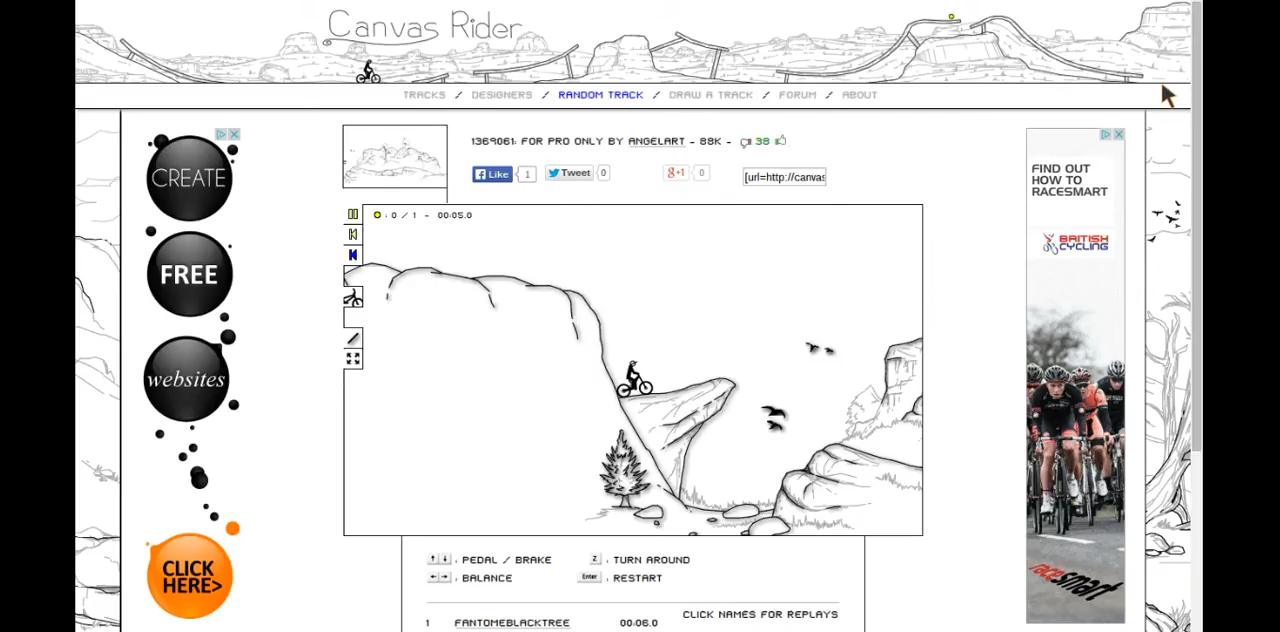 Canvas Rider
TRACKS / DESIGNERS / RANDOM TRACK / DRAW A TRACK / FORUM / ABOUT
1369061: FOR PRO ONLY BY ANGELART - 88K - 38
Like 1 Tweet 0 g+1 0 [url=http://canvas
: 0 / 1 - 00:05.0
CREATE
FREE
websites
CLICK
HERE>
FIND OUT
HOW TO
RACESMART
BRITISH
CYCLING
racesmart
: PEDAL / BRAKE Z : TURN AROUND
: BALANCE Enter : RESTART
CLICK NAMES FOR REPLAYS
1 FANTOMEBLACKTREE 00:06.0